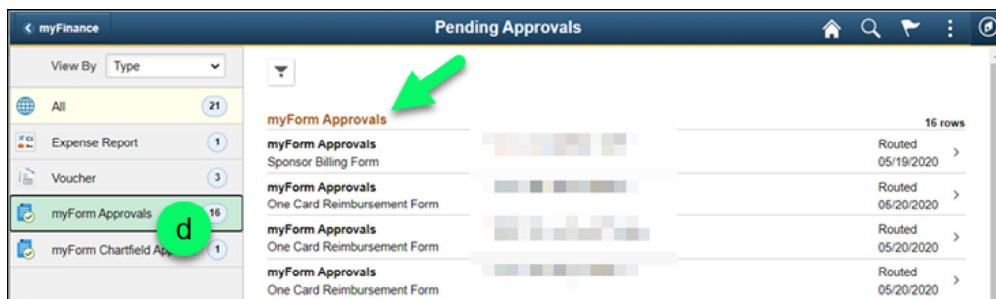 myFinance
Pending Approvals
View By Type
All 21
Expense Report 1
Voucher 3
myForm Approvals 16
d
myForm Chartfield 1
myForm Approvals
16 rows
myForm Approvals
Sponsor Billing Form
Routed
05/19/2020
myForm Approvals
One Card Reimbursement Form
Routed
05/20/2020
myForm Approvals
One Card Reimbursement Form
Routed
05/20/2020
myForm Approvals
One Card Reimbursement Form
Routed
05/20/2020